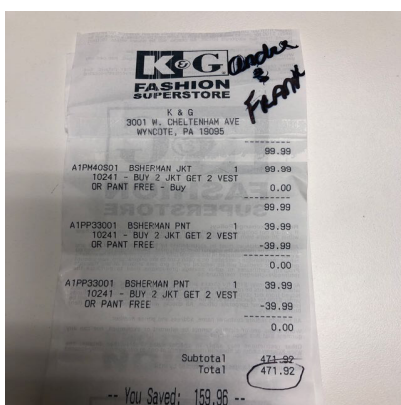 K&G
andre
&
FRANK
FASHION
SUPERSTORE
K & G
3001 W. CHELTENHAM AVE
WYNCOTE, PA 19095
99.99
A1PM40S01 BSHERMAN JKT 1 99.99
10241 - BUY 2 JKT GET 2 VEST
OR PANT FREE - Buy 0.00
99.99
A1PP33001 BSHERMAN PNT 1 39.99
10241 - BUY 2 JKT GET 2 VEST
OR PANT FREE -39.99
0.00
A1PP33001 BSHERMAN PNT 1 39.99
10241 - BUY 2 JKT GET 2 VEST
OR PANT FREE -39.99
0.00
Subtotal 471.92
Total 471.92
-- You Saved: 159.96 --